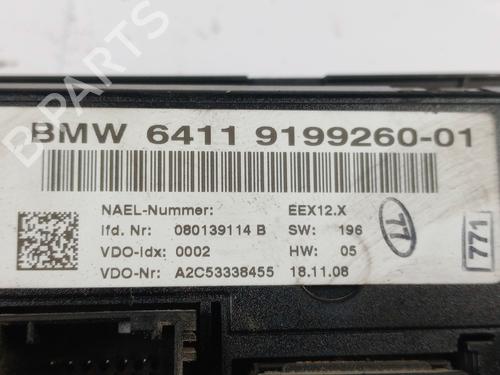 B-PARTS
BMW 6411 9199260-01
NAEL-Nummer: EEX12.X
lfd. Nr: 080139114 B SW: 196
VDO-Idx: 0002 HW: 05
VDO-Nr: A2C53338455 18.11.08
77
771